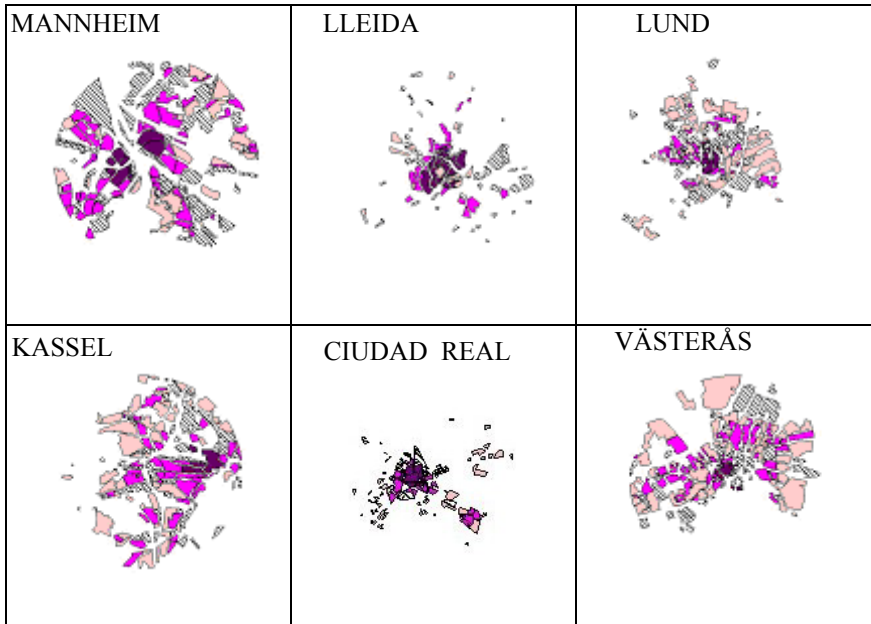 MANNHEIM
LLEIDA
LUND
KASSEL
CIUDAD REAL
VÄSTERÅS